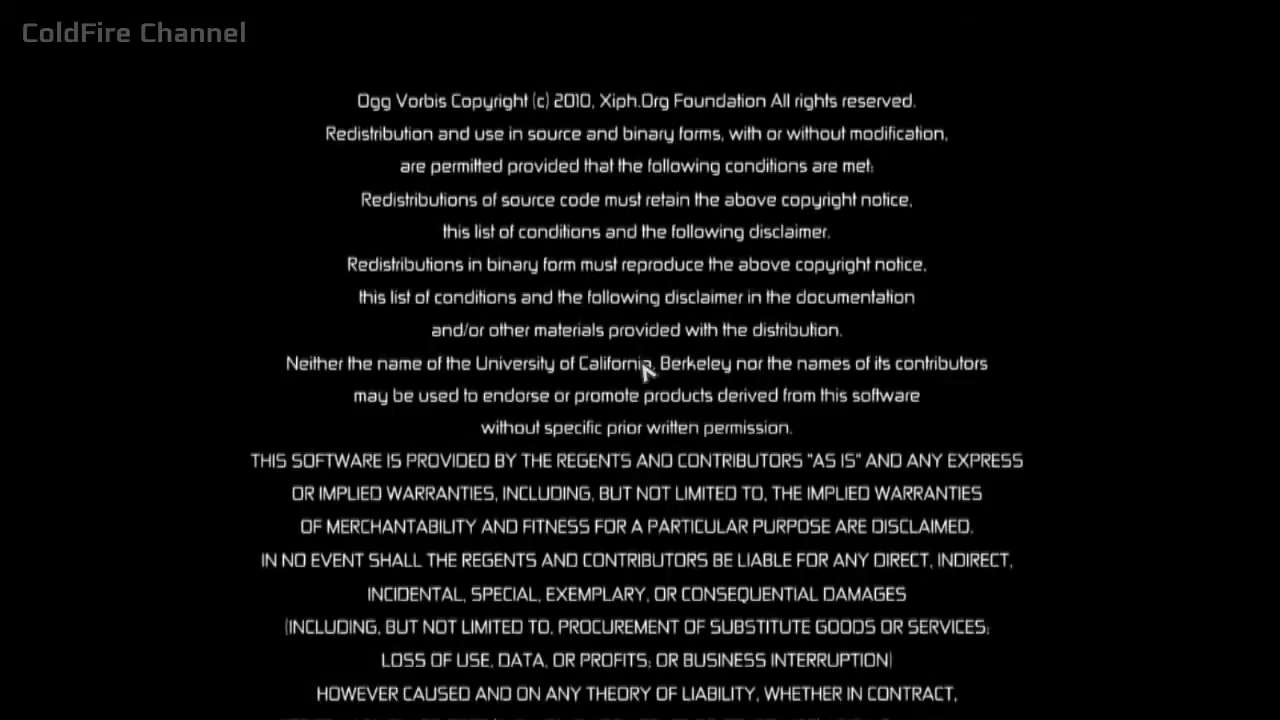 ColdFire Channel
Ogg Vorbis Copyright (c) 2010, Xiph.Org Foundation All rights reserved.
Redistribution and use in source and binary forms, with or without modification,
are permitted provided that the following conditions are met:
Redistributions of source code must retain the above copyright notice,
this list of conditions and the following disclaimer.
Redistributions in binary form must reproduce the above copyright notice,
this list of conditions and the following disclaimer in the documentation
and/or other materials provided with the distribution.
Neither the name of the University of California, Berkeley nor the names of its contributors
may be used to endorse or promote products derived from this software
without specific prior written permission.
THIS SOFTWARE IS PROVIDED BY THE REGENTS AND CONTRIBUTORS "AS IS" AND ANY EXPRESS
OR IMPLIED WARRANTIES, INCLUDING, BUT NOT LIMITED TO, THE IMPLIED WARRANTIES
OF MERCHANTABILITY AND FITNESS FOR A PARTICULAR PURPOSE ARE DISCLAIMED.
IN NO EVENT SHALL THE REGENTS AND CONTRIBUTORS BE LIABLE FOR ANY DIRECT, INDIRECT,
INCIDENTAL, SPECIAL, EXEMPLARY, OR CONSEQUENTIAL DAMAGES
(INCLUDING, BUT NOT LIMITED TO, PROCUREMENT OF SUBSTITUTE GOODS OR SERVICES;
LOSS OF USE, DATA, OR PROFITS; OR BUSINESS INTERRUPTION)
HOWEVER CAUSED AND ON ANY THEORY OF LIABILITY, WHETHER IN CONTRACT,